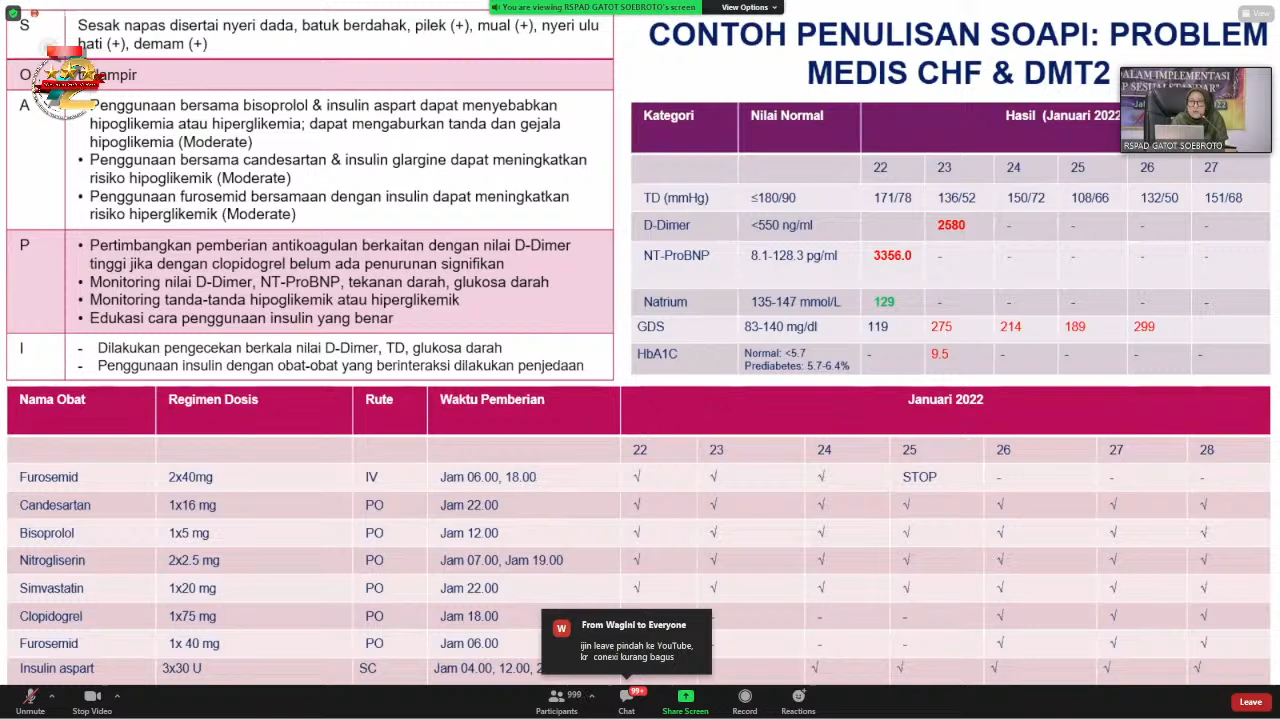 You are viewing RSPAD GATOT SOEBROTO's screen
View Options
View
S
Sesak napas disertai nyeri dada, batuk berdahak, pilek (+), mual (+), nyeri ulu
hati (+), demam (+)
O
A
Penggunaan bersama bisoprolol & insulin aspart dapat menyebabkan
hipoglikemia atau hiperglikemia; dapat mengaburkan tanda dan gejala
hipoglikemia (Moderate)
• Penggunaan bersama candesartan & insulin glargine dapat meningkatkan
risiko hipoglikemik (Moderate)
• Penggunaan furosemid bersamaan dengan insulin dapat meningkatkan
risiko hiperglikemik (Moderate)
P
• Pertimbangkan pemberian antikoagulan berkaitan dengan nilai D-Dimer
tinggi jika dengan clopidogrel belum ada penurunan signifikan
• Monitoring nilai D-Dimer, NT-ProBNP, tekanan darah, glukosa darah
• Monitoring tanda-tanda hipoglikemik atau hiperglikemik
• Edukasi cara penggunaan insulin yang benar
I
- Dilakukan pengecekan berkala nilai D-Dimer, TD, glukosa darah
- Penggunaan insulin dengan obat-obat yang berinteraksi dilakukan penjedaan
CONTOH PENULISAN SOAPI: PROBLEM
MEDIS CHF & DMT2
DALAM IMPLEMENTASI
SESUAI STANDAR"
RSPAD GATOT SOEBROTO
Kategori Nilai Normal Hasil (Januari 2022
22 23 24 25 26 27
TD (mmHg) ≤180/90 171/78 136/52 150/72 108/66 132/50 151/68
D-Dimer <550 ng/ml 2580 - - - -
NT-ProBNP 8.1-128.3 pg/ml 3356.0 - - - - -
Natrium 135-147 mmol/L 129 - - - - -
GDS 83-140 mg/dl 119 275 214 189 299
HbA1C Normal: <5.7 - 9.5 - - -
Prediabetes: 5.7-6.4%
Nama Obat Regimen Dosis Rute Waktu Pemberian Januari 2022
22 23 24 25 26 27 28
Furosemid 2x40mg IV Jam 06.00, 18.00 √ √ √ STOP - - -
Candesartan 1x16 mg PO Jam 22.00 √ √ √ √ √ √ √
Bisoprolol 1x5 mg PO Jam 12.00 √ √ √ √ √ √ √
Nitrogliserin 2x2.5 mg PO Jam 07.00, Jam 19.00 √ √ √ √ √ √ √
Simvastatin 1x20 mg PO Jam 22.00 √ √ √ √ √ √ √
Clopidogrel 1x75 mg PO Jam 18.00 - - - √ √ √
Furosemid 1x 40 mg PO Jam 06.00 - - √ √ √
Insulin aspart 3x30 U SC Jam 04.00, 12.00, 2 √ √ √ √ √
W
From Wagini to Everyone
ijin leave pindah ke YouTube,
kr conexi kurang bagus
Unmute
Stop Video
Participants 999
Chat 99+
Share Screen
Record
Reactions
Leave